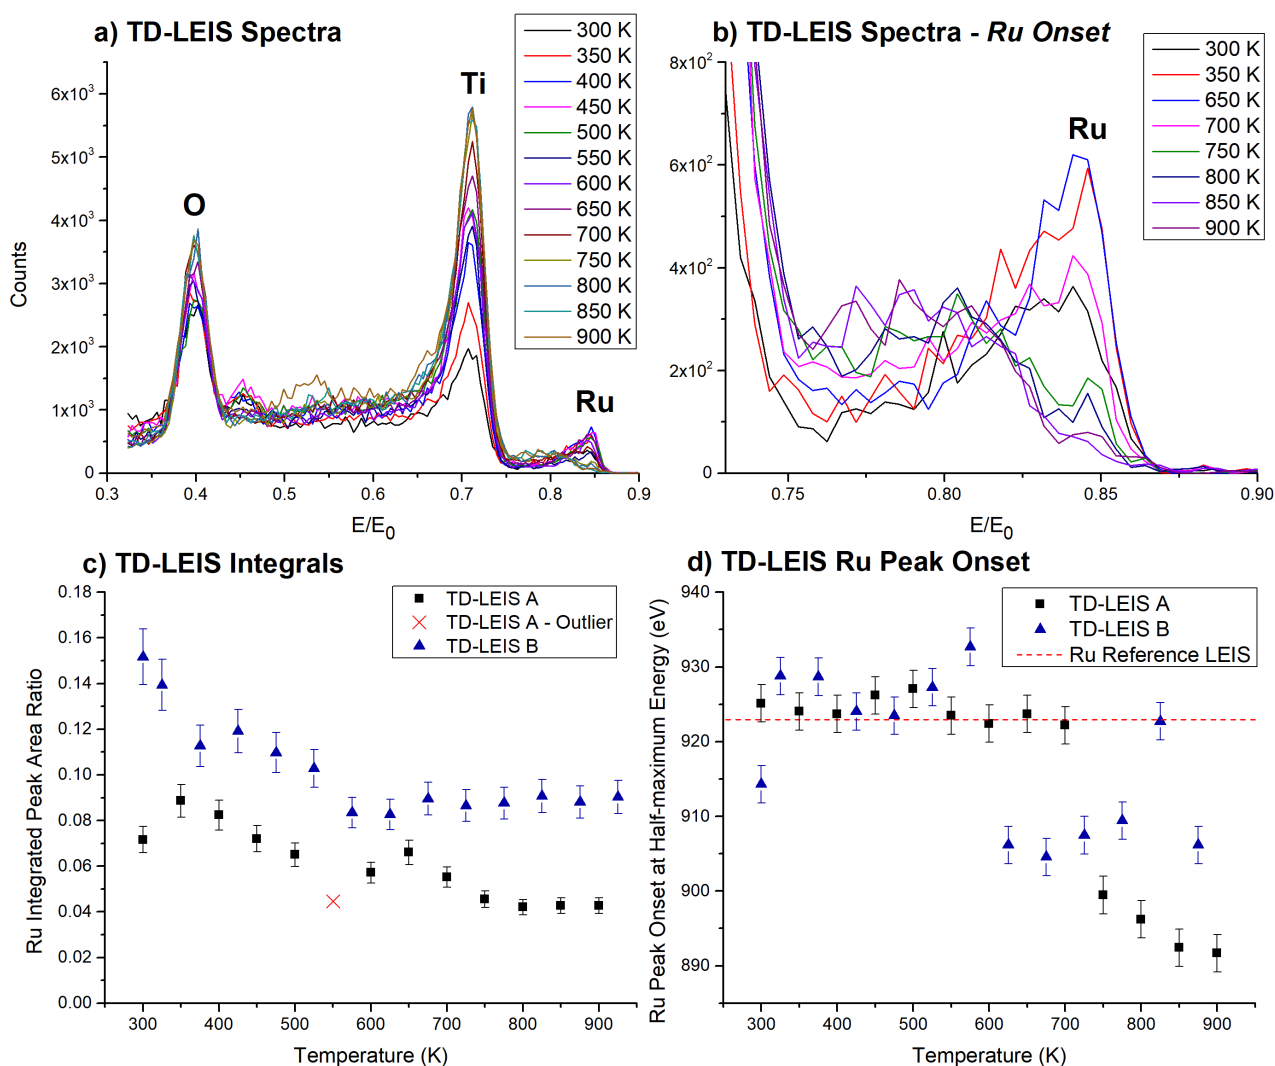 a) TD-LEIS Spectra
300 K
350 K
400 K
450 K
500 K
550 K
600 K
650 K
700 K
750 K
800 K
850 K
900 K
O
Ti
Ru
Counts
6x10³
5x10³
4x10³
3x10³
2x10³
1x10³
0
0.3
0.4
0.5
0.6
0.7
0.8
0.9
E/E₀
b) TD-LEIS Spectra - Ru Onset
300 K
350 K
650 K
700 K
750 K
800 K
850 K
900 K
Ru
8x10²
6x10²
4x10²
2x10²
0
0.75
0.80
0.85
0.90
E/E₀
c) TD-LEIS Integrals
TD-LEIS A
TD-LEIS A - Outlier
TD-LEIS B
Ru Integrated Peak Area Ratio
0.18
0.16
0.14
0.12
0.10
0.08
0.06
0.04
0.02
0.00
300
400
500
600
700
800
900
Temperature (K)
d) TD-LEIS Ru Peak Onset
TD-LEIS A
TD-LEIS B
Ru Reference LEIS
Ru Peak Onset at Half-maximum Energy (eV)
940
930
920
910
900
890
300
400
500
600
700
800
900
Temperature (K)